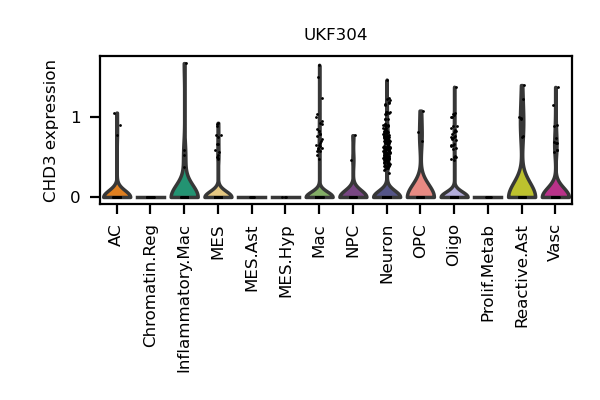 UKF304
CHD3 expression
1
0
AC
Chromatin.Reg
Inflammatory.Mac
MES
MES.Ast
MES.Hyp
Mac
NPC
Neuron
OPC
Oligo
Prolif.Metab
Reactive.Ast
Vasc